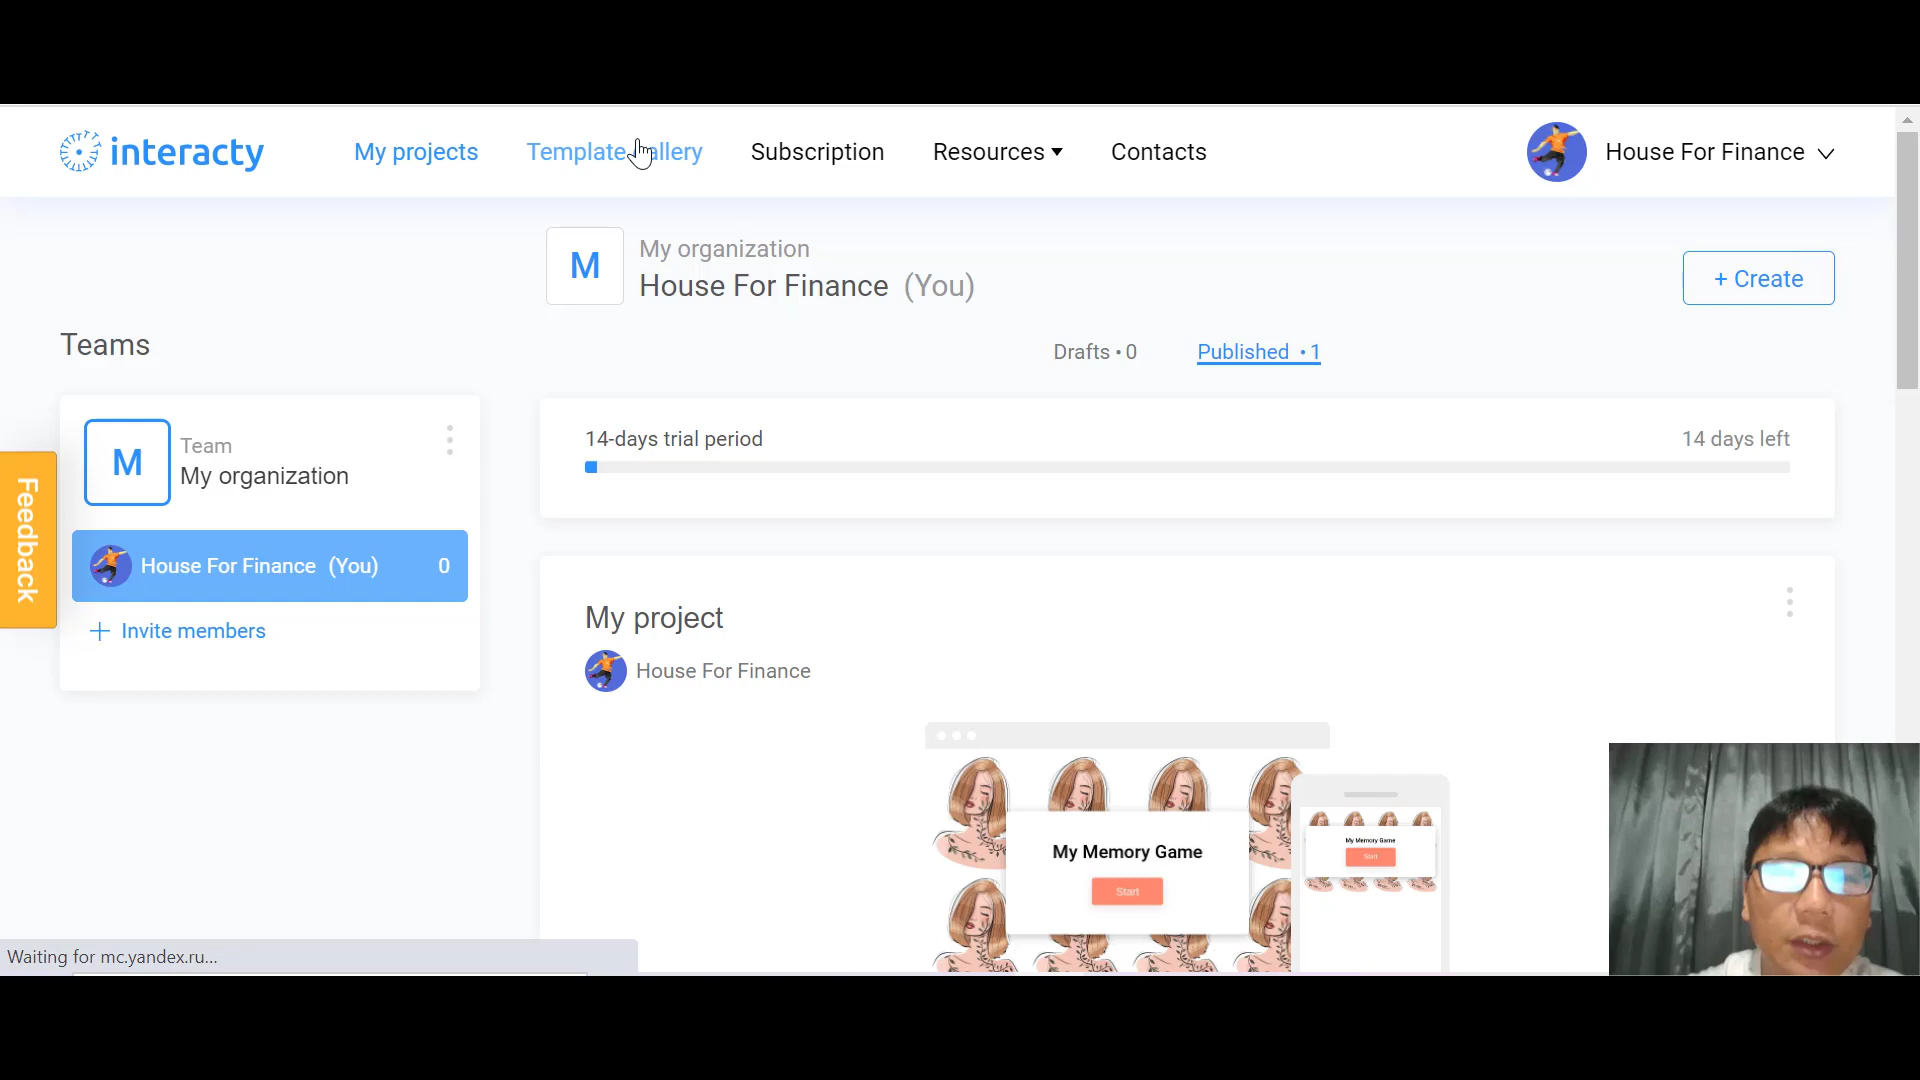 interacty
My projects
Template Gallery
Subscription
Resources
Contacts
House For Finance
M
My organization
House For Finance (You)
+ Create
Teams
Drafts • 0
Published • 1
M
Team
My organization
14-days trial period
14 days left
Feedback
House For Finance (You)
0
+ Invite members
My project
House For Finance
My Memory Game
Start
My Memory Game
Start
Waiting for mc.yandex.ru...